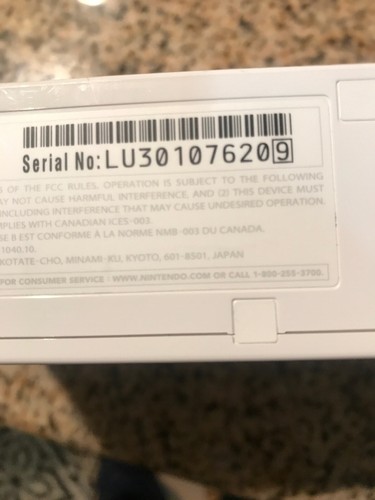 Serial No:LU301076209
OF THE FCC RULES. OPERATION IS SUBJECT TO THE FOLLOWING
AY NOT CAUSE HARMFUL INTERFERENCE, AND (2) THIS DEVICE MUST
INCLUDING INTERFERENCE THAT MAY CAUSE UNDESIRED OPERATION.
MPLIES WITH CANADIAN ICES-003.
SE B EST CONFORME À LA NORME NMB-003 DU CANADA.
1040.10.
KOTATE-CHO, MINAMI-KU, KYOTO, 601-8501, JAPAN
FOR CONSUMER SERVICE - WWW.NINTENDO.COM OR CALL 1-800-255-3700.